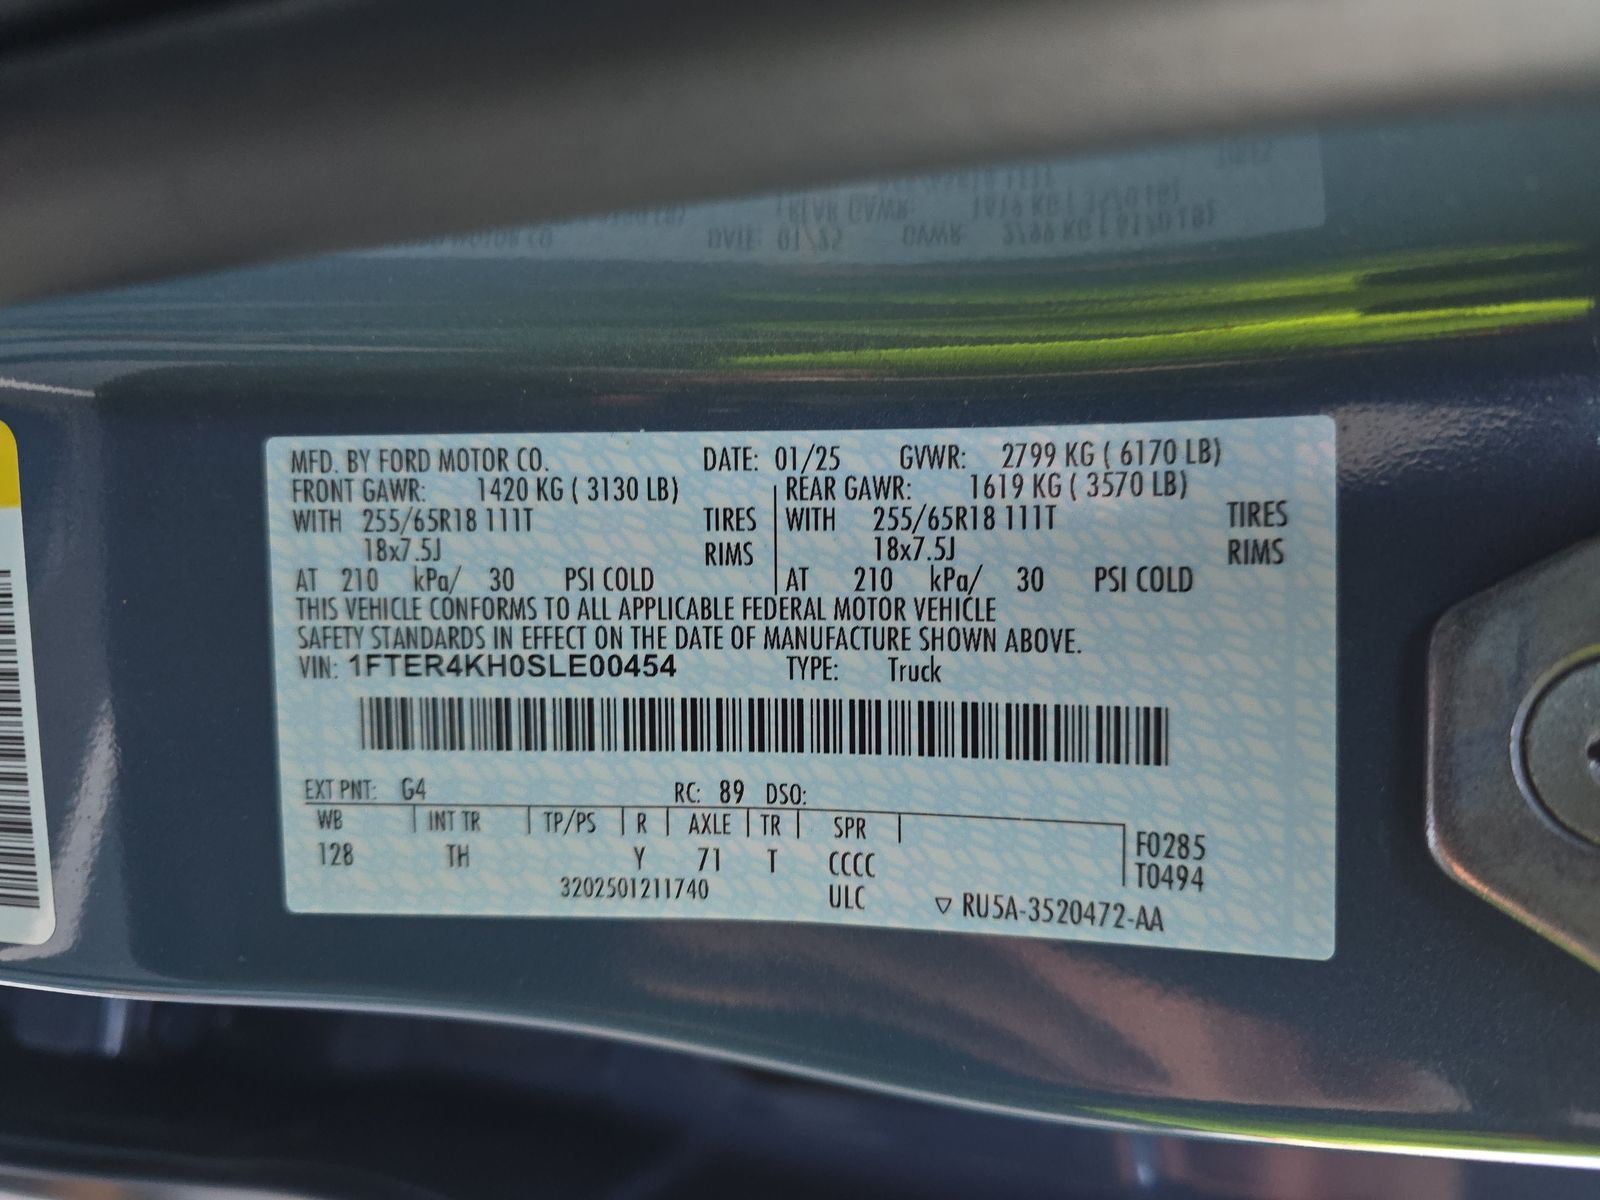 MFD. BY FORD MOTOR CO. DATE: 01/25 GVWR: 2799 KG ( 6170 LB)
FRONT GAWR: 1420 KG ( 3130 LB) REAR GAWR: 1619 KG ( 3570 LB)
WITH 255/65R18 111T TIRES WITH 255/65R18 111T TIRES
18x7.5J RIMS 18x7.5J RIMS
AT 210 kPa/ 30 PSI COLD AT 210 kPa/ 30 PSI COLD
THIS VEHICLE CONFORMS TO ALL APPLICABLE FEDERAL MOTOR VEHICLE
SAFETY STANDARDS IN EFFECT ON THE DATE OF MANUFACTURE SHOWN ABOVE.
VIN: 1FTER4KH0SLE00454 TYPE: Truck
EXT PNT: G4 RC: 89 DSO:
WB INT TR TP/PS R AXLE TR SPR F0285
128 TH Y 71 T CCCC T0494
3202501211740 ULC ▽ RU5A-3520472-AA